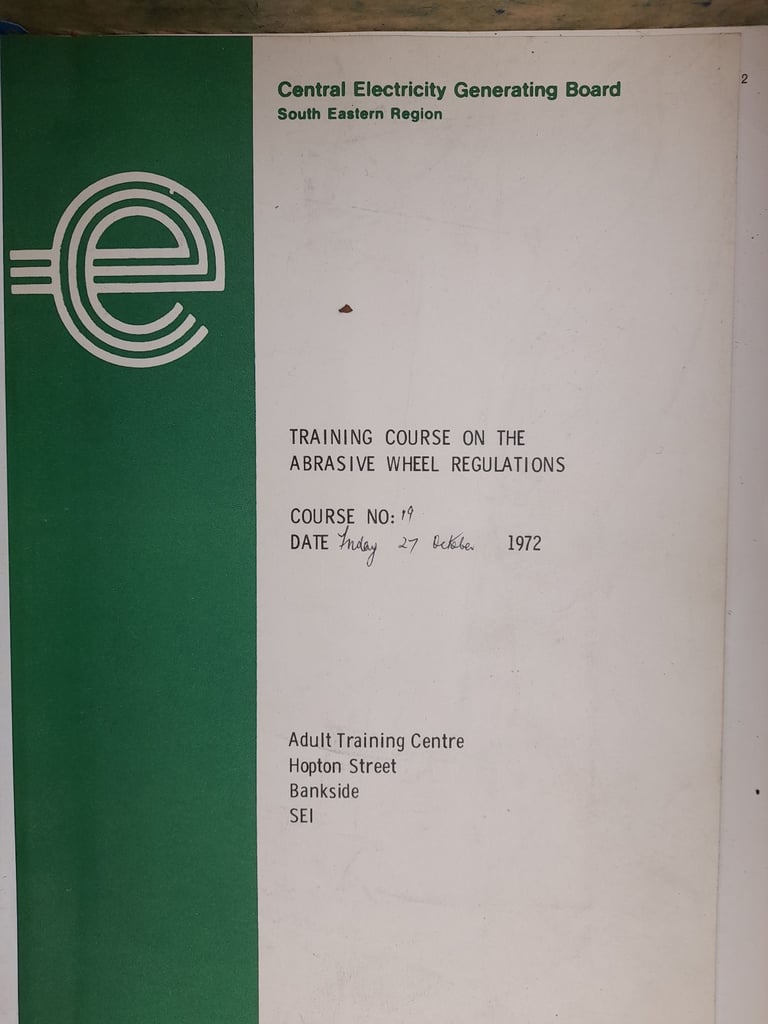 Central Electricity Generating Board
South Eastern Region
2
e
TRAINING COURSE ON THE
ABRASIVE WHEEL REGULATIONS
COURSE NO: 19
DATE Friday 27 October 1972
Adult Training Centre
Hopton Street
Bankside
SE1